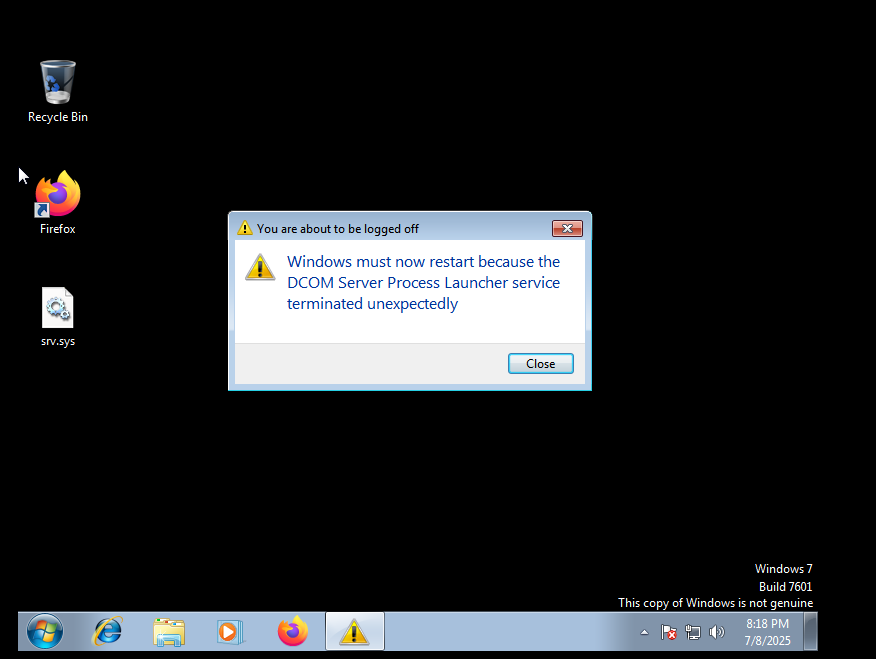 Recycle Bin
Firefox
srv.sys
You are about to be logged off
Windows must now restart because the
DCOM Server Process Launcher service
terminated unexpectedly
Close
Windows 7
Build 7601
This copy of Windows is not genuine
8:18 PM
7/8/2025